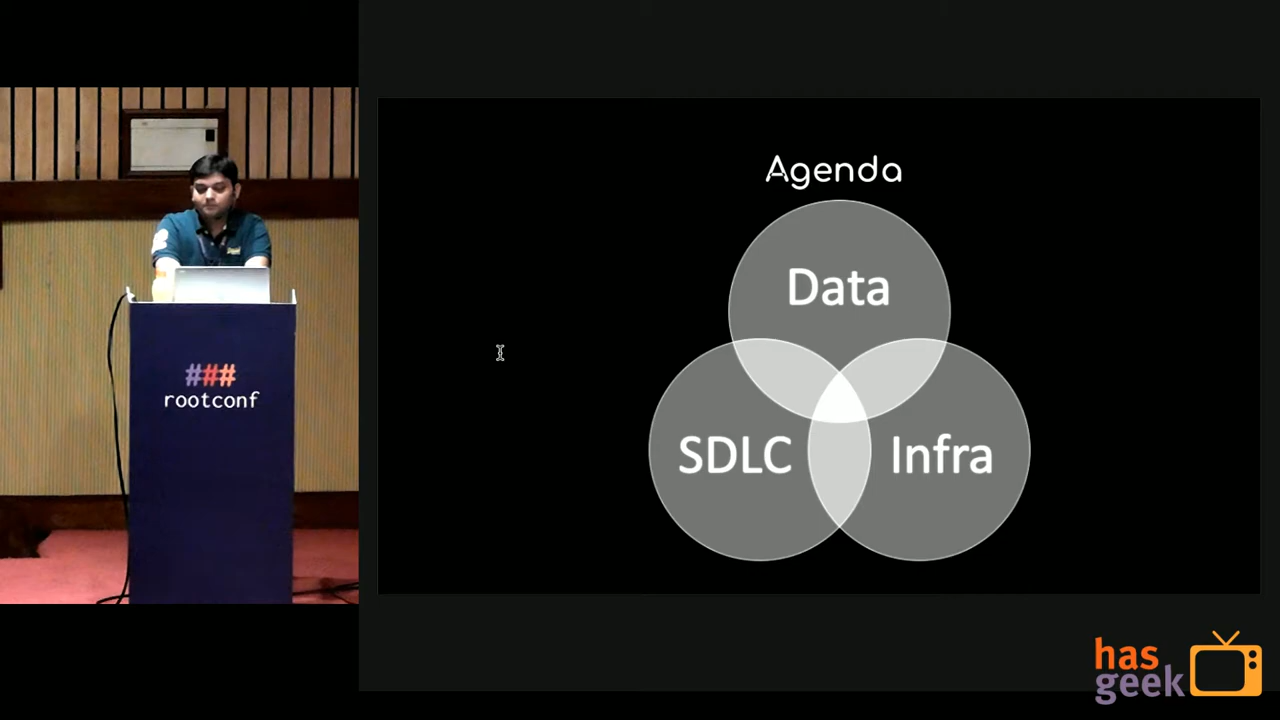 Agenda
Data
SDLC
Infra
###
rootconf
has
geek